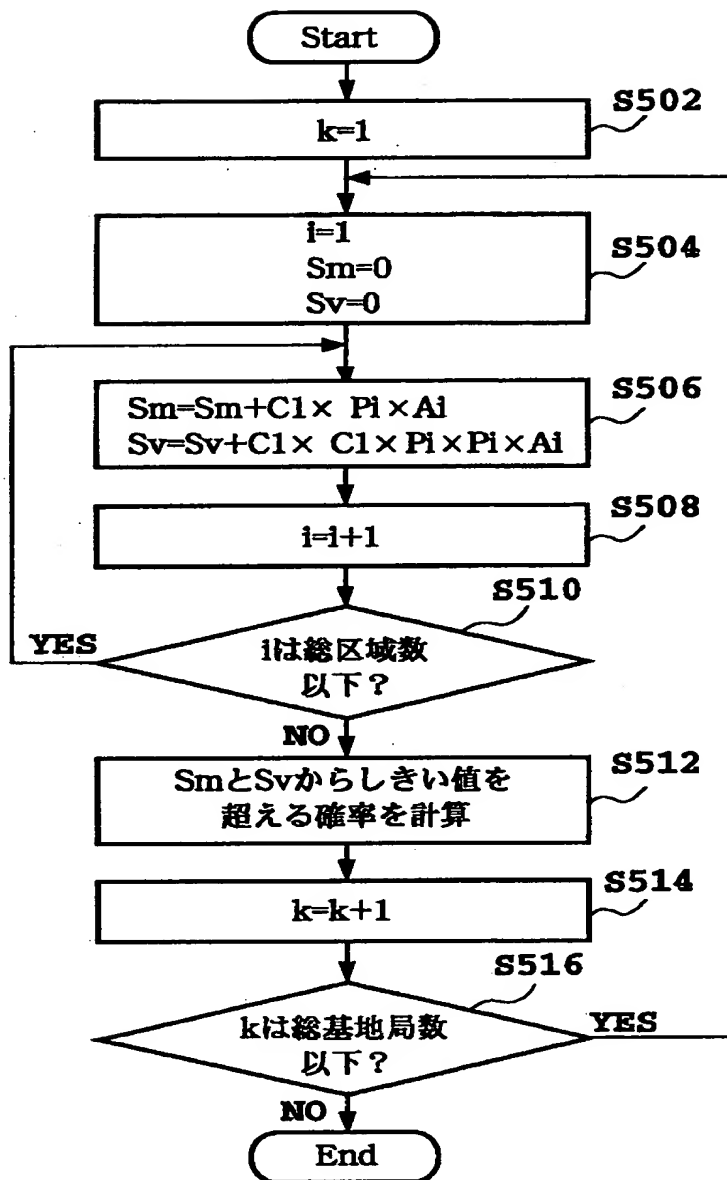 Start
S502
k=1
S504
i=1
Sm=0
Sv=0
S506
Sm=Sm+C1× Pi×Ai
Sv=Sv+C1× C1×Pi×Pi×Ai
S508
i=i+1
S510
YES
iは総区域数
以下？
NO
S512
SmとSvからしきい値を
超える確率を計算
S514
k=k+1
S516
kは総基地局数
以下？
YES
NO
End